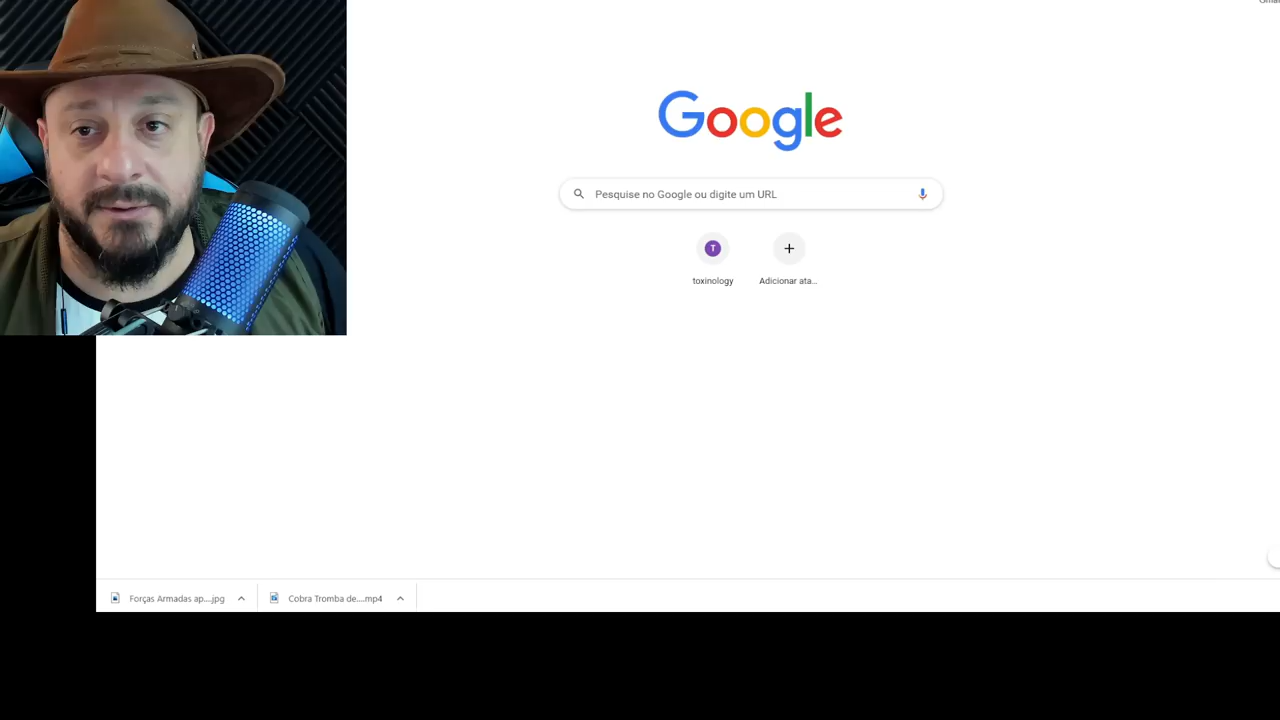 Google
Pesquise no Google ou digite um URL
T
toxinology
Adicionar ata...
Forças Armadas ap....jpg
Cobra Tromba de....mp4